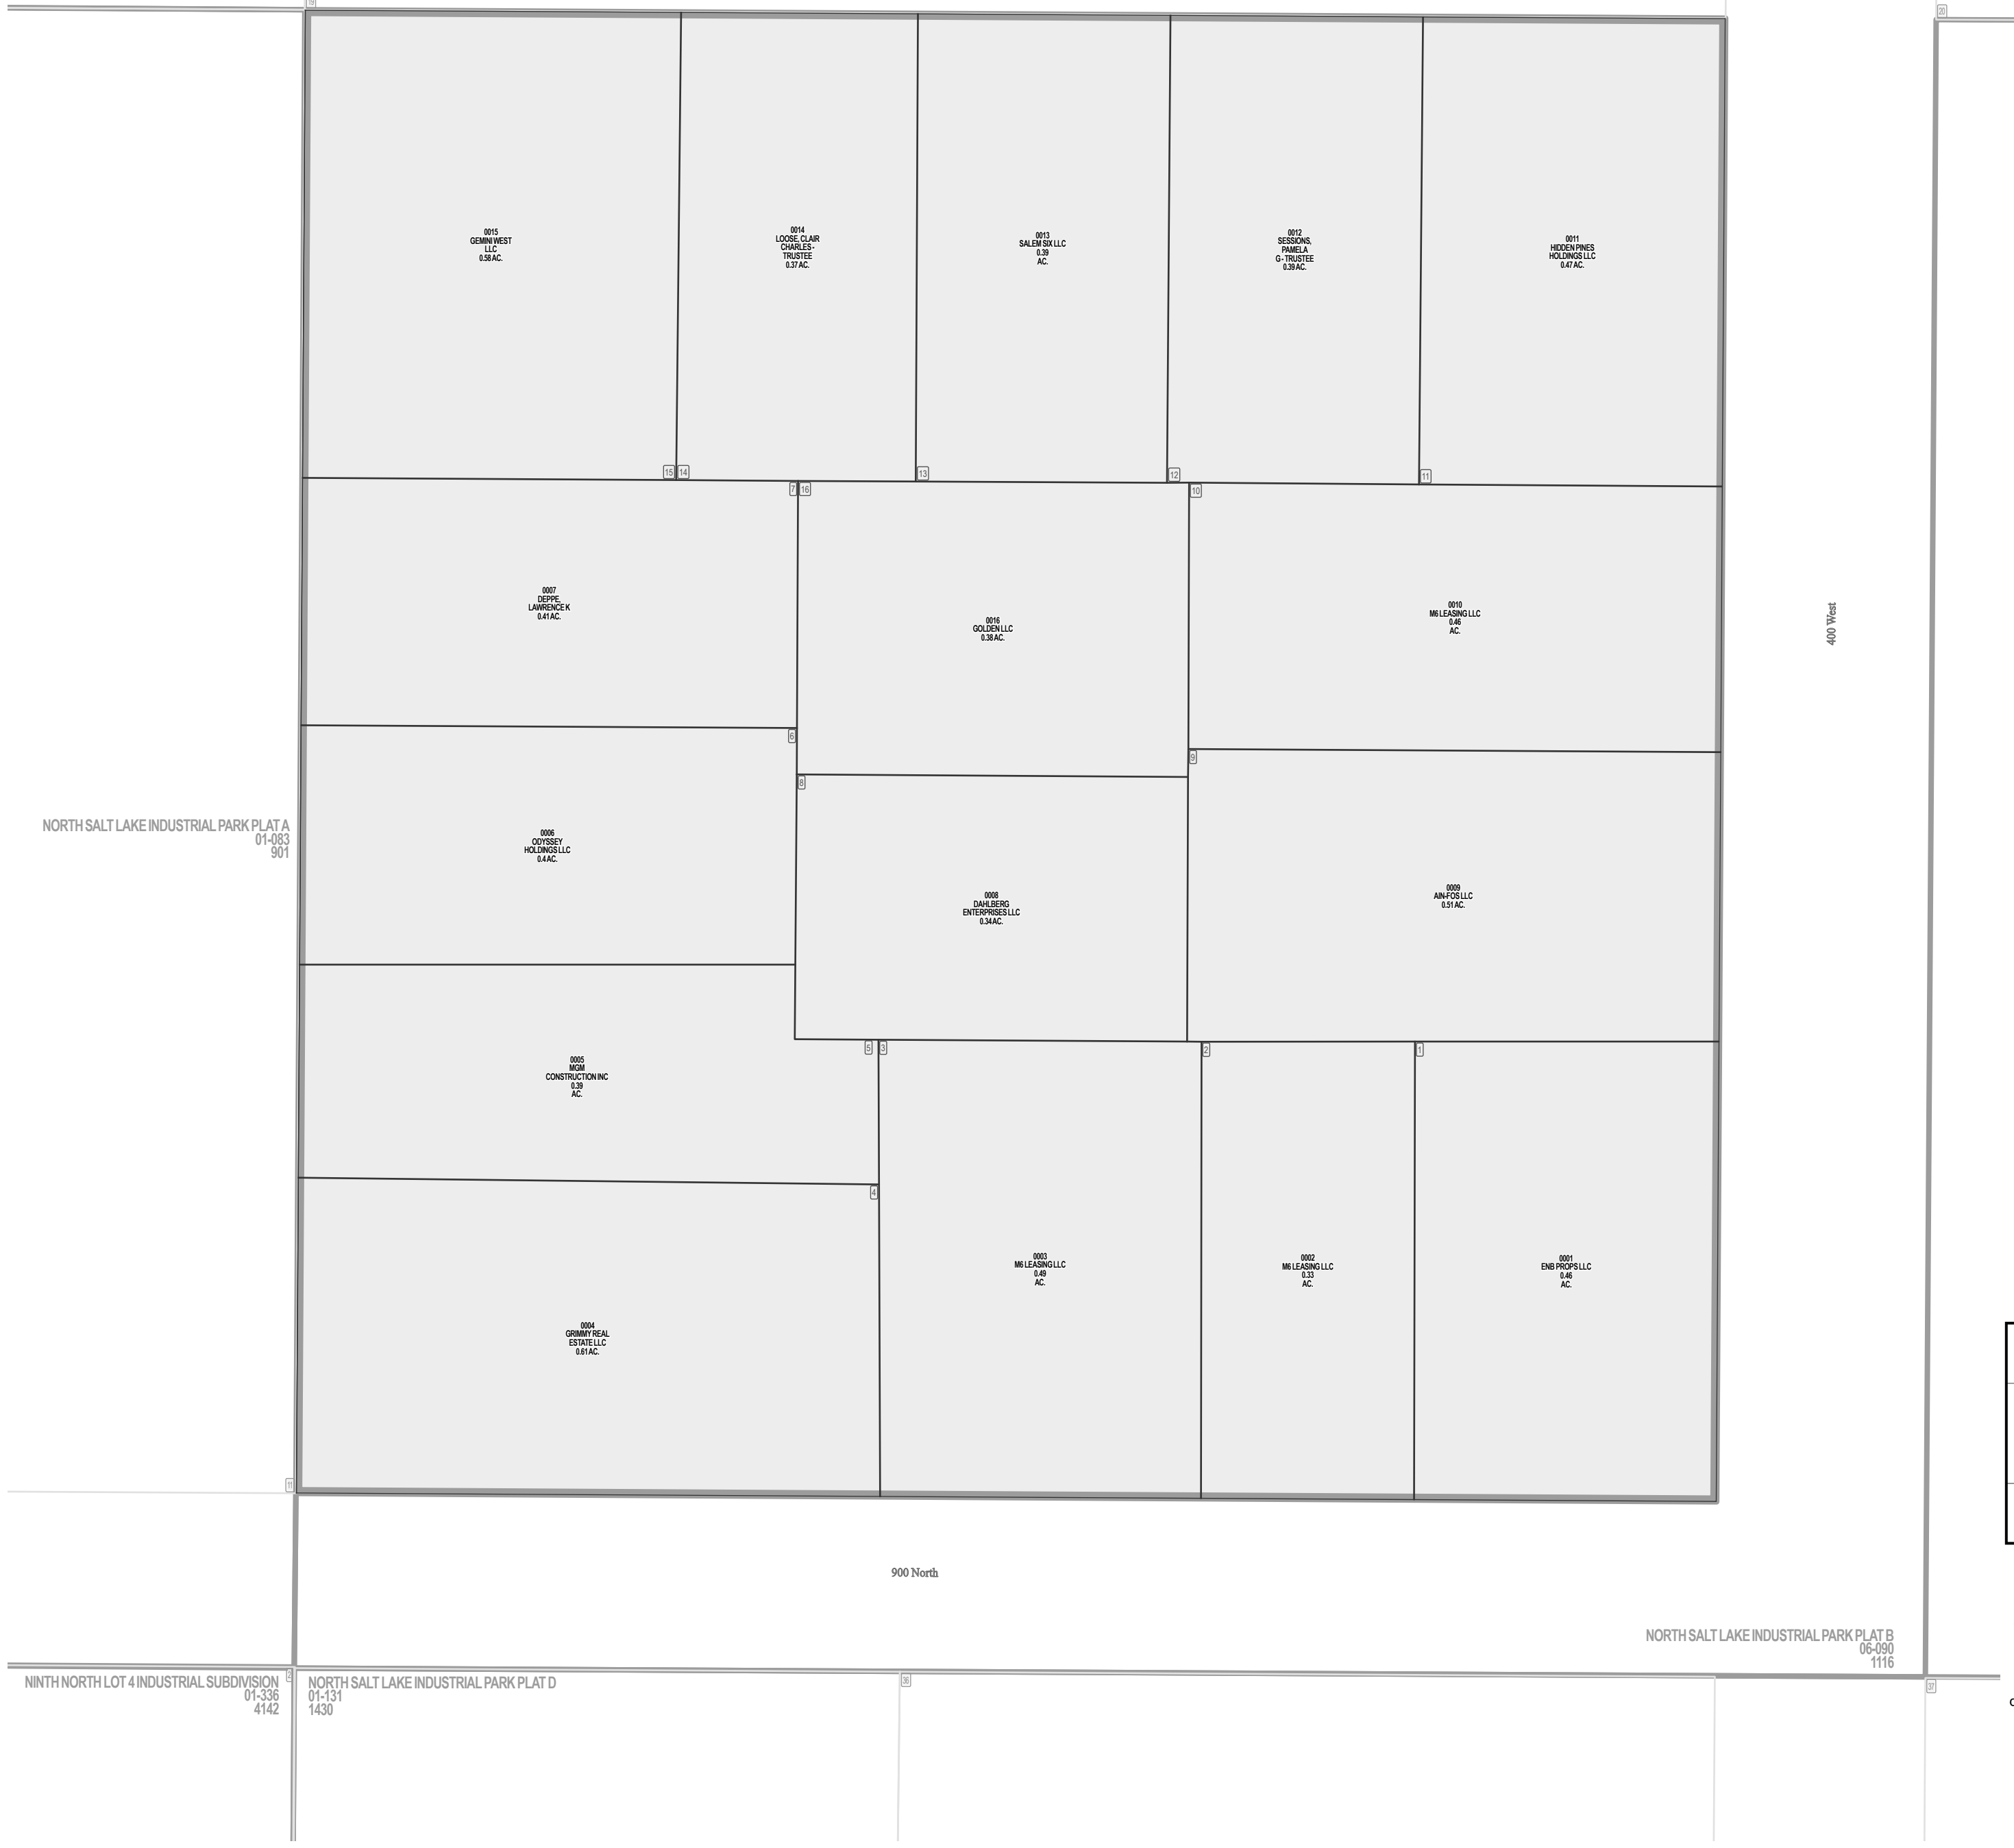 19
20
0015
GEMINI WEST
LLC
0.58 AC.
0014
LOOSE, CLAIR
CHARLES -
TRUSTEE
0.37 AC.
0013
SALEM SIX LLC
0.39
AC.
0012
SESSIONS,
PAMELA
G - TRUSTEE
0.39 AC.
0011
HIDDEN PINES
HOLDINGS LLC
0.47 AC.
15
14
13
12
11
7
16
10
0007
DEPPE,
LAWRENCE K
0.41 AC.
0016
GOLDEN LLC
0.38 AC.
0010
M6 LEASING LLC
0.46
AC.
400 West
6
8
9
NORTH SALT LAKE INDUSTRIAL PARK PLAT A
01-083
901
0006
ODYSSEY
HOLDINGS LLC
0.4 AC.
0008
DAHLBERG
ENTERPRISES LLC
0.34 AC.
0009
AIN-FOS LLC
0.51 AC.
5
3
2
1
0005
MGM
CONSTRUCTION INC
0.39
AC.
4
0003
M6 LEASING LLC
0.49
AC.
0002
M6 LEASING LLC
0.33
AC.
0001
ENB PROPS LLC
0.46
AC.
0004
GRIMMY REAL
ESTATE LLC
0.61 AC.
11
900 North
NORTH SALT LAKE INDUSTRIAL PARK PLAT B
06-090
1116
NINTH NORTH LOT 4 INDUSTRIAL SUBDIVISION
01-336
4142
2
NORTH SALT LAKE INDUSTRIAL PARK PLAT D
01-131
1430
36
37